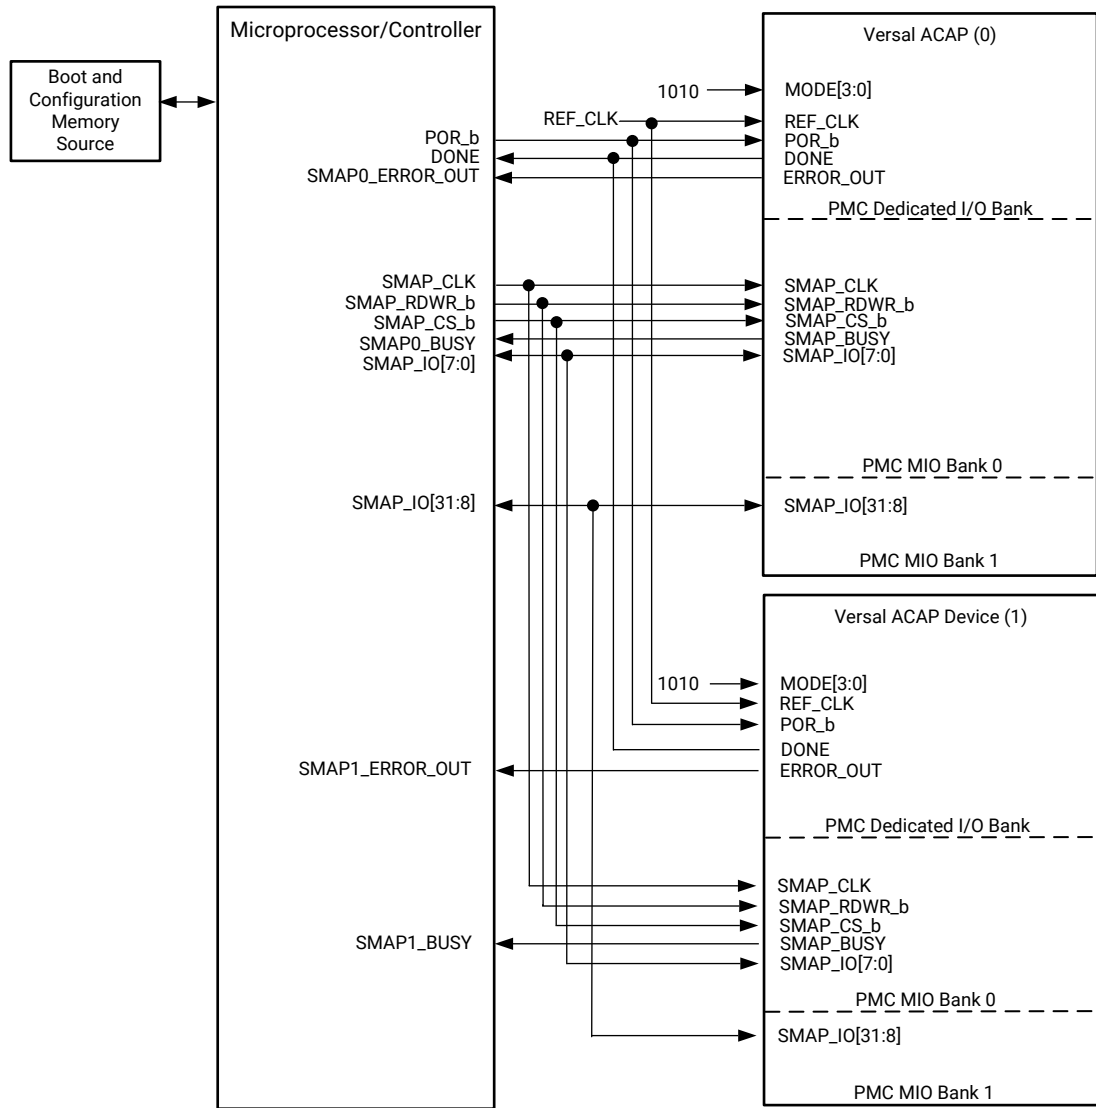 Microprocessor/Controller
Boot and
Configuration
Memory
Source
POR_b
DONE
SMAP0_ERROR_OUT
SMAP_CLK
SMAP_RDWR_b
SMAP_CS_b
SMAP0_BUSY
SMAP_IO[7:0]
SMAP_IO[31:8]
SMAP1_ERROR_OUT
SMAP1_BUSY
1010
REF_CLK
Versal ACAP (0)
MODE[3:0]
REF_CLK
POR_b
DONE
ERROR_OUT
PMC Dedicated I/O Bank
SMAP_CLK
SMAP_RDWR_b
SMAP_CS_b
SMAP_BUSY
SMAP_IO[7:0]
PMC MIO Bank 0
SMAP_IO[31:8]
PMC MIO Bank 1
Versal ACAP Device (1)
1010
MODE[3:0]
REF_CLK
POR_b
DONE
ERROR_OUT
PMC Dedicated I/O Bank
SMAP_CLK
SMAP_RDWR_b
SMAP_CS_b
SMAP_BUSY
SMAP_IO[7:0]
PMC MIO Bank 0
SMAP_IO[31:8]
PMC MIO Bank 1